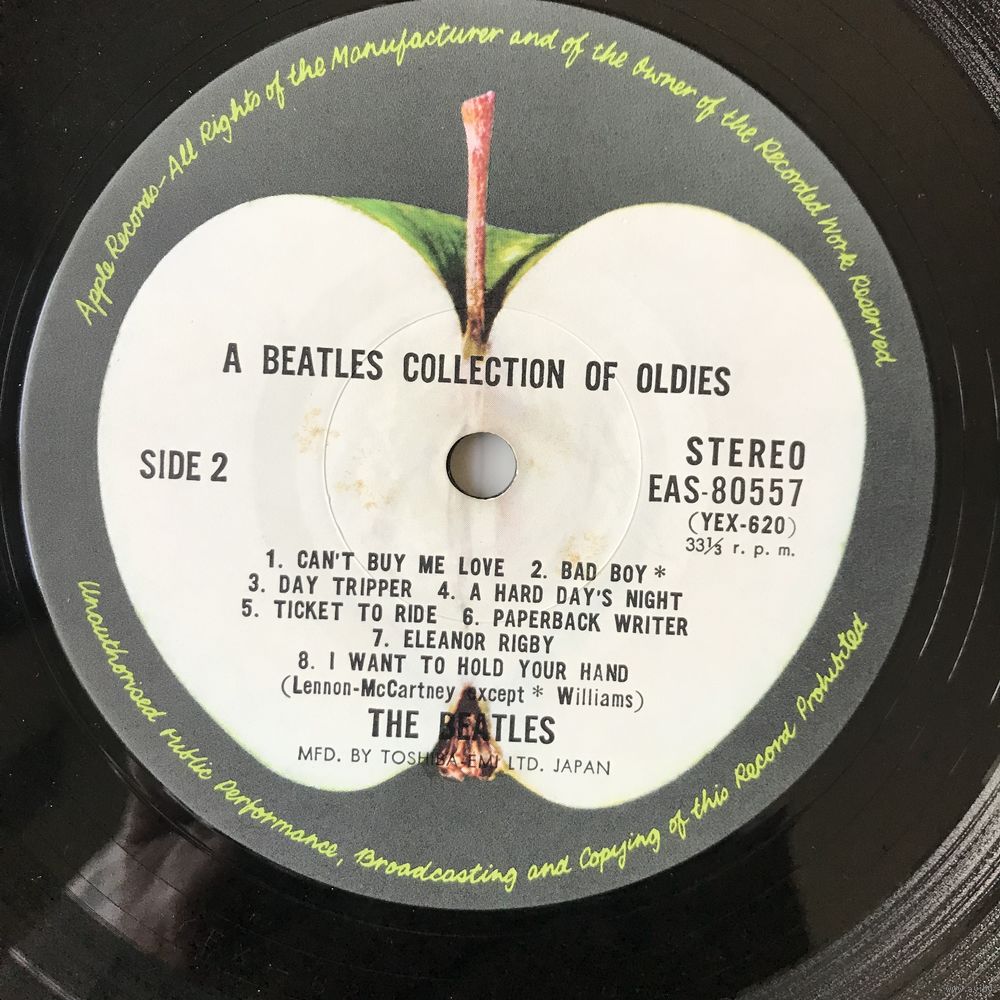 Apple Records - All Rights of the Manufacturer and of the Owner of the Recorded Work Reserved
A BEATLES COLLECTION OF OLDIES
SIDE 2
STEREO
EAS-80557
(YEX-620)
33⅓ r. p. m.
1. CAN'T BUY ME LOVE 2. BAD BOY *
3. DAY TRIPPER 4. A HARD DAY'S NIGHT
5. TICKET TO RIDE 6. PAPERBACK WRITER
7. ELEANOR RIGBY
8. I WANT TO HOLD YOUR HAND
(Lennon-McCartney except * Williams)
THE BEATLES
MFD. BY TOSHIBA-EMI LTD. JAPAN
Unauthorised Public Performance, Broadcasting and Copying of this Record Prohibited